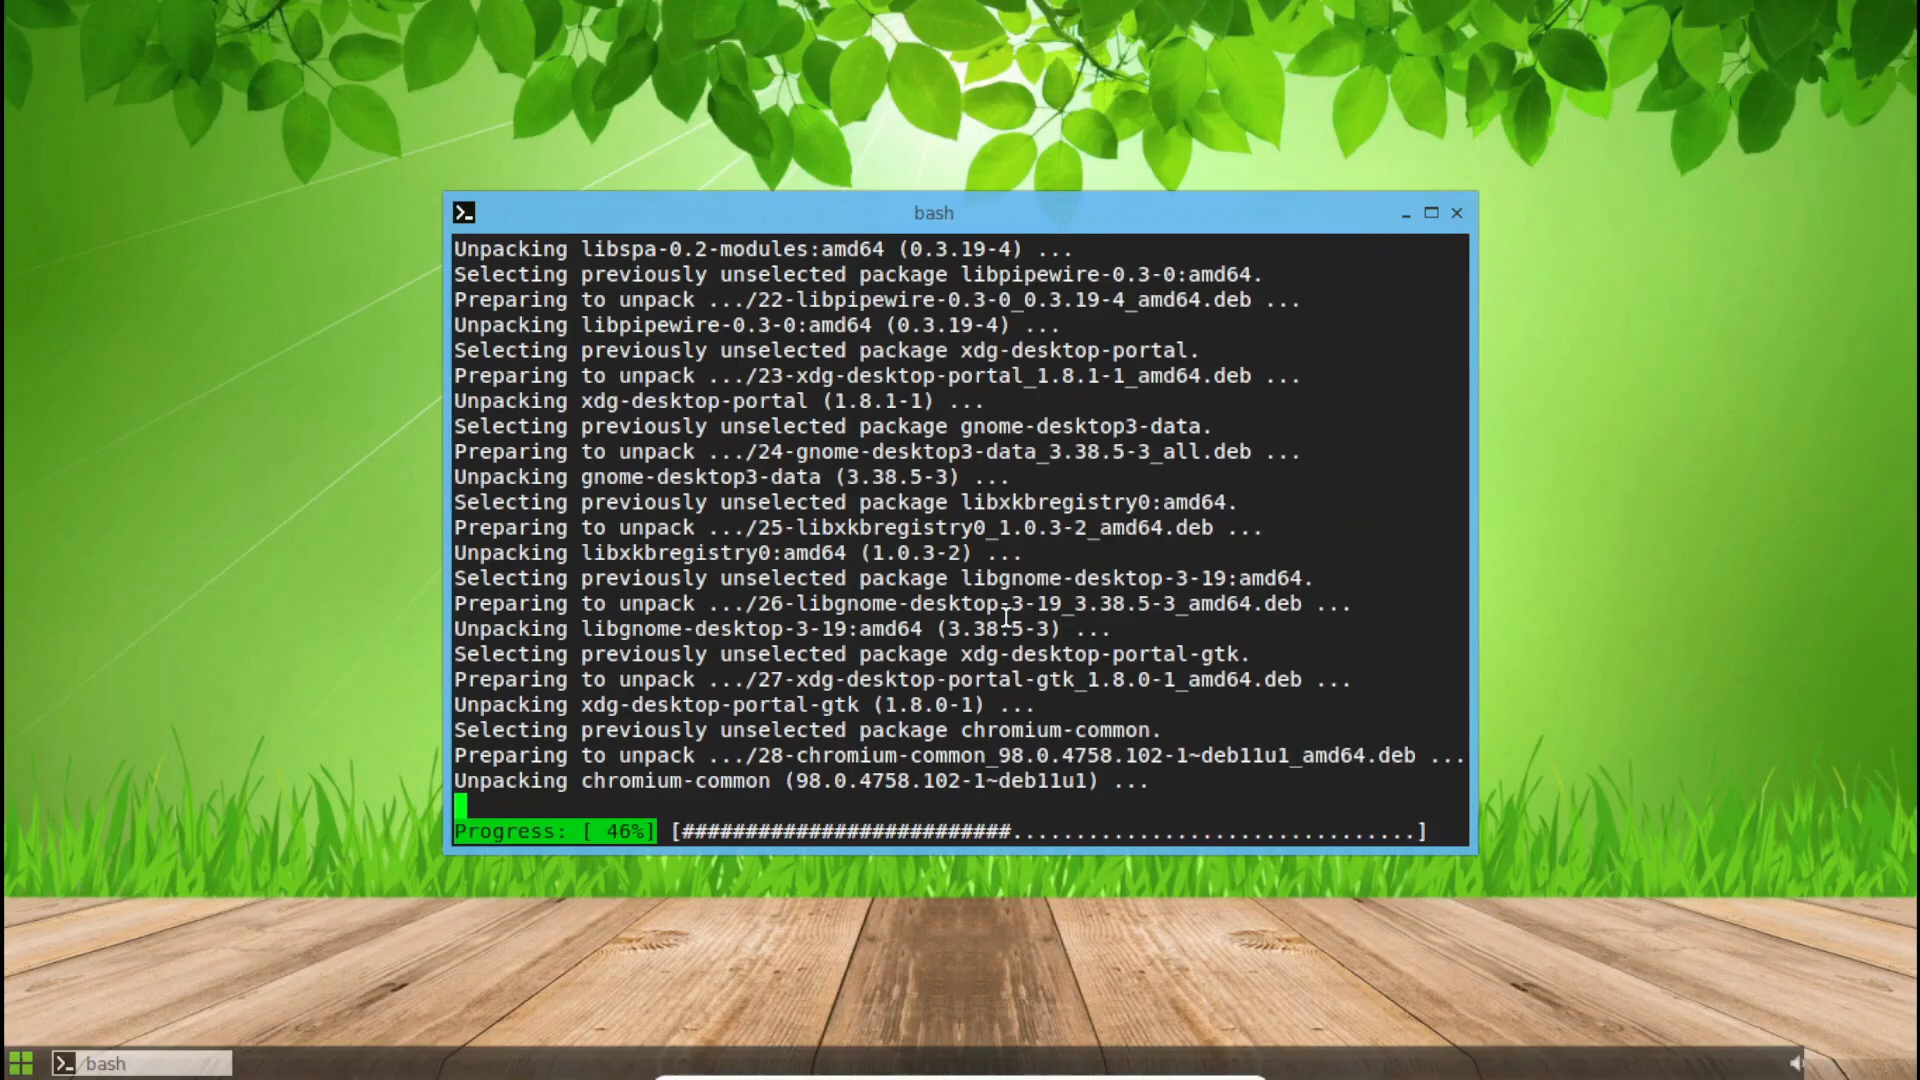 bash
Unpacking libspa-0.2-modules:amd64 (0.3.19-4) ...
Selecting previously unselected package libpipewire-0.3-0:amd64.
Preparing to unpack .../22-libpipewire-0.3-0_0.3.19-4_amd64.deb ...
Unpacking libpipewire-0.3-0:amd64 (0.3.19-4) ...
Selecting previously unselected package xdg-desktop-portal.
Preparing to unpack .../23-xdg-desktop-portal_1.8.1-1_amd64.deb ...
Unpacking xdg-desktop-portal (1.8.1-1) ...
Selecting previously unselected package gnome-desktop3-data.
Preparing to unpack .../24-gnome-desktop3-data_3.38.5-3_all.deb ...
Unpacking gnome-desktop3-data (3.38.5-3) ...
Selecting previously unselected package libxkbregistry0:amd64.
Preparing to unpack .../25-libxkbregistry0_1.0.3-2_amd64.deb ...
Unpacking libxkbregistry0:amd64 (1.0.3-2) ...
Selecting previously unselected package libgnome-desktop-3-19:amd64.
Preparing to unpack .../26-libgnome-desktop-3-19_3.38.5-3_amd64.deb ...
Unpacking libgnome-desktop-3-19:amd64 (3.38.5-3) ...
Selecting previously unselected package xdg-desktop-portal-gtk.
Preparing to unpack .../27-xdg-desktop-portal-gtk_1.8.0-1_amd64.deb ...
Unpacking xdg-desktop-portal-gtk (1.8.0-1) ...
Selecting previously unselected package chromium-common.
Preparing to unpack .../28-chromium-common_98.0.4758.102-1~deb11u1_amd64.deb ...
Unpacking chromium-common (98.0.4758.102-1~deb11u1) ...
Progress: [ 46%] [##########################................................]
bash